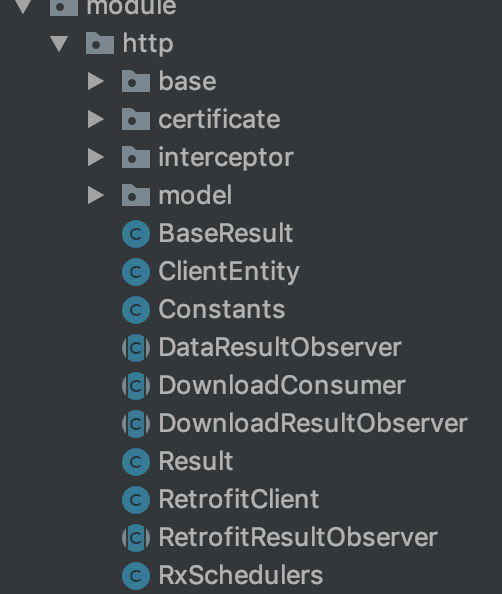 module
http
base
certificate
interceptor
model
BaseResult
ClientEntity
Constants
DataResultObserver
DownloadConsumer
DownloadResultObserver
Result
RetrofitClient
RetrofitResultObserver
RxSchedulers